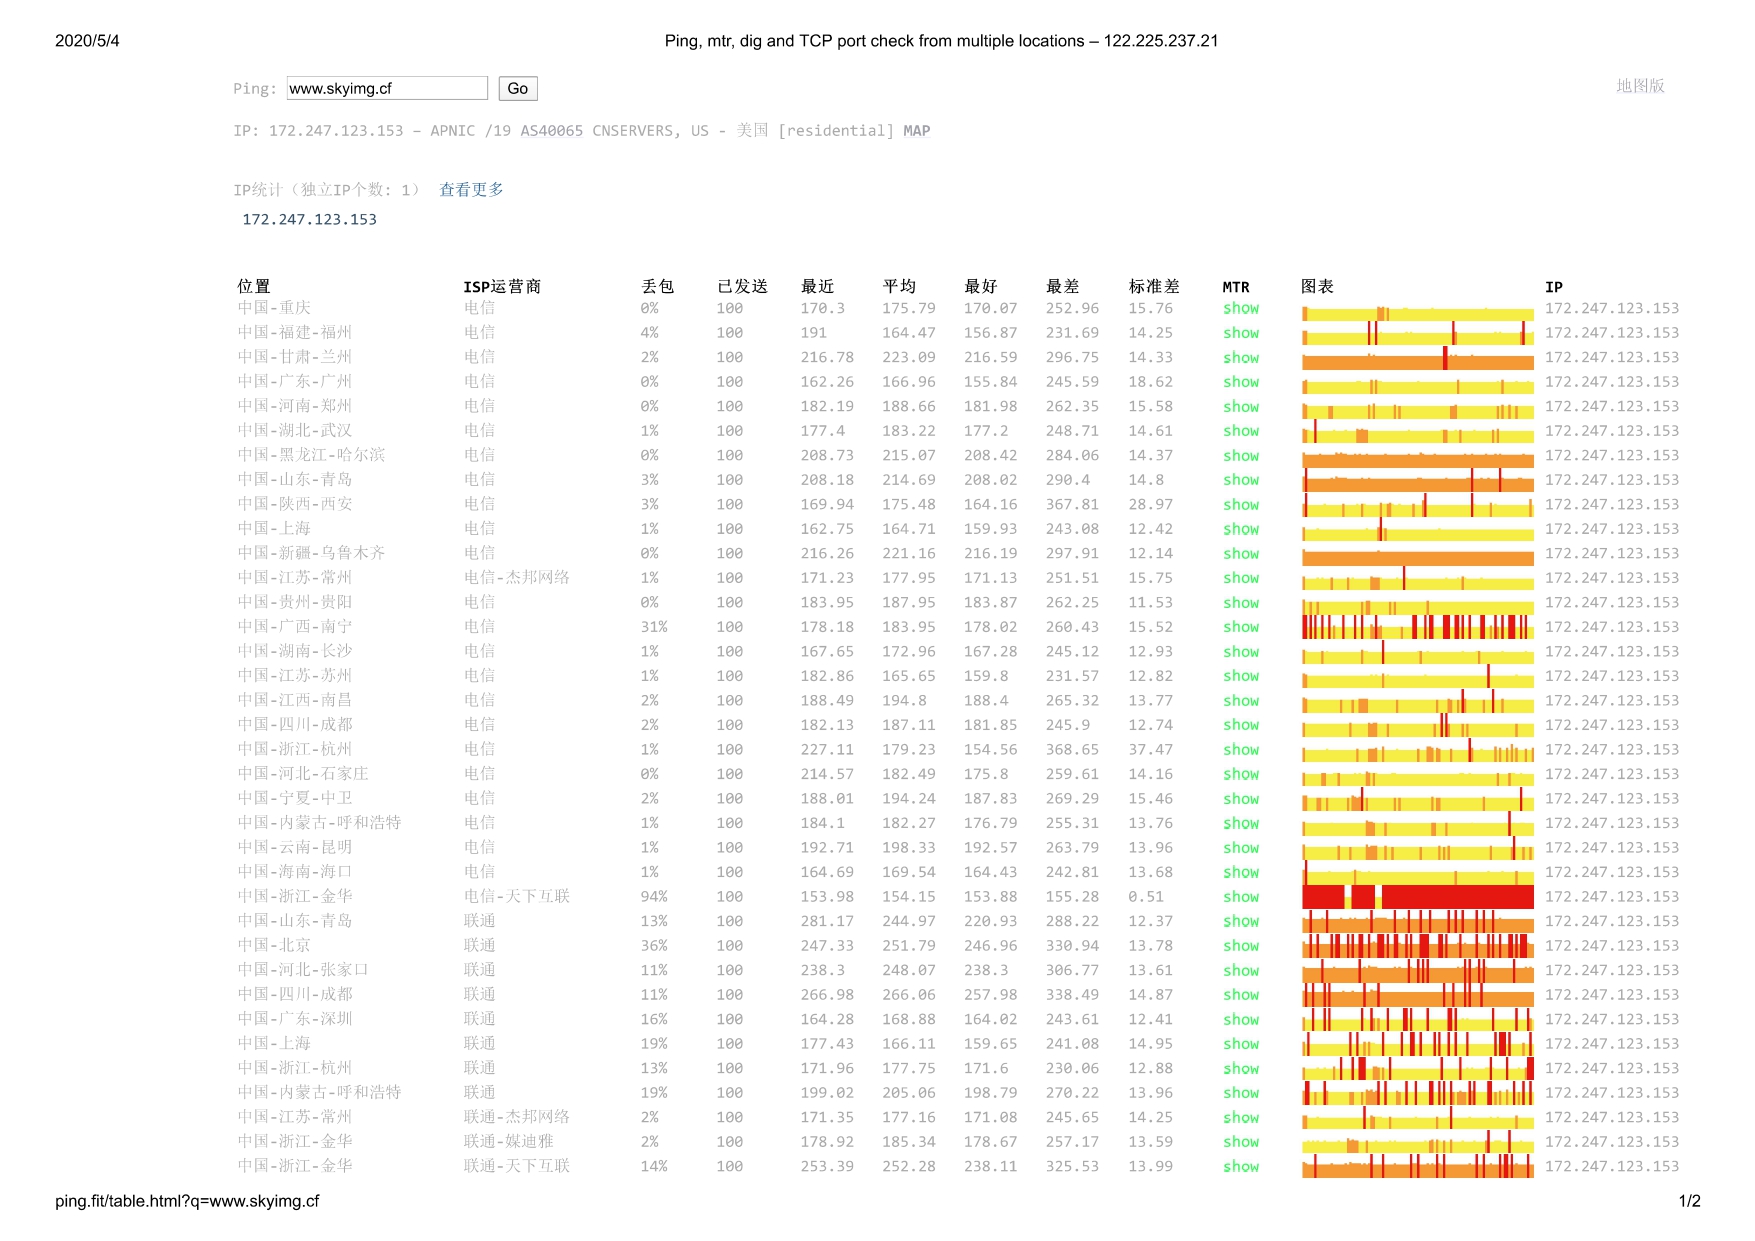 2020/5/4 Ping, mtr, dig and TCP port check from multiple locations – 122.225.237.21
Ping: www.skyimg.cf Go 地图版
IP: 172.247.123.153 – APNIC /19 AS40065 CNSERVERS, US - 美国 [residential] MAP
IP统计（独立IP个数: 1） 查看更多
172.247.123.153
位置 ISP运营商 丢包 已发送 最近 平均 最好 最差 标准差 MTR 图表 IP
中国-重庆 电信 0% 100 170.3 175.79 170.07 252.96 15.76 show 172.247.123.153
中国-福建-福州 电信 4% 100 191 164.47 156.87 231.69 14.25 show 172.247.123.153
中国-甘肃-兰州 电信 2% 100 216.78 223.09 216.59 296.75 14.33 show 172.247.123.153
中国-广东-广州 电信 0% 100 162.26 166.96 155.84 245.59 18.62 show 172.247.123.153
中国-河南-郑州 电信 0% 100 182.19 188.66 181.98 262.35 15.58 show 172.247.123.153
中国-湖北-武汉 电信 1% 100 177.4 183.22 177.2 248.71 14.61 show 172.247.123.153
中国-黑龙江-哈尔滨 电信 0% 100 208.73 215.07 208.42 284.06 14.37 show 172.247.123.153
中国-山东-青岛 电信 3% 100 208.18 214.69 208.02 290.4 14.8 show 172.247.123.153
中国-陕西-西安 电信 3% 100 169.94 175.48 164.16 367.81 28.97 show 172.247.123.153
中国-上海 电信 1% 100 162.75 164.71 159.93 243.08 12.42 show 172.247.123.153
中国-新疆-乌鲁木齐 电信 0% 100 216.26 221.16 216.19 297.91 12.14 show 172.247.123.153
中国-江苏-常州 电信-杰邦网络 1% 100 171.23 177.95 171.13 251.51 15.75 show 172.247.123.153
中国-贵州-贵阳 电信 0% 100 183.95 187.95 183.87 262.25 11.53 show 172.247.123.153
中国-广西-南宁 电信 31% 100 178.18 183.95 178.02 260.43 15.52 show 172.247.123.153
中国-湖南-长沙 电信 1% 100 167.65 172.96 167.28 245.12 12.93 show 172.247.123.153
中国-江苏-苏州 电信 1% 100 182.86 165.65 159.8 231.57 12.82 show 172.247.123.153
中国-江西-南昌 电信 2% 100 188.49 194.8 188.4 265.32 13.77 show 172.247.123.153
中国-四川-成都 电信 2% 100 182.13 187.11 181.85 245.9 12.74 show 172.247.123.153
中国-浙江-杭州 电信 1% 100 227.11 179.23 154.56 368.65 37.47 show 172.247.123.153
中国-河北-石家庄 电信 0% 100 214.57 182.49 175.8 259.61 14.16 show 172.247.123.153
中国-宁夏-中卫 电信 2% 100 188.01 194.24 187.83 269.29 15.46 show 172.247.123.153
中国-内蒙古-呼和浩特 电信 1% 100 184.1 182.27 176.79 255.31 13.76 show 172.247.123.153
中国-云南-昆明 电信 1% 100 192.71 198.33 192.57 263.79 13.96 show 172.247.123.153
中国-海南-海口 电信 1% 100 164.69 169.54 164.43 242.81 13.68 show 172.247.123.153
中国-浙江-金华 电信-天下互联 94% 100 153.98 154.15 153.88 155.28 0.51 show 172.247.123.153
中国-山东-青岛 联通 13% 100 281.17 244.97 220.93 288.22 12.37 show 172.247.123.153
中国-北京 联通 36% 100 247.33 251.79 246.96 330.94 13.78 show 172.247.123.153
中国-河北-张家口 联通 11% 100 238.3 248.07 238.3 306.77 13.61 show 172.247.123.153
中国-四川-成都 联通 11% 100 266.98 266.06 257.98 338.49 14.87 show 172.247.123.153
中国-广东-深圳 联通 16% 100 164.28 168.88 164.02 243.61 12.41 show 172.247.123.153
中国-上海 联通 19% 100 177.43 166.11 159.65 241.08 14.95 show 172.247.123.153
中国-浙江-杭州 联通 13% 100 171.96 177.75 171.6 230.06 12.88 show 172.247.123.153
中国-内蒙古-呼和浩特 联通 19% 100 199.02 205.06 198.79 270.22 13.96 show 172.247.123.153
中国-江苏-常州 联通-杰邦网络 2% 100 171.35 177.16 171.08 245.65 14.25 show 172.247.123.153
中国-浙江-金华 联通-媒迪雅 2% 100 178.92 185.34 178.67 257.17 13.59 show 172.247.123.153
中国-浙江-金华 联通-天下互联 14% 100 253.39 252.28 238.11 325.53 13.99 show 172.247.123.153
ping.fit/table.html?q=www.skyimg.cf 1/2